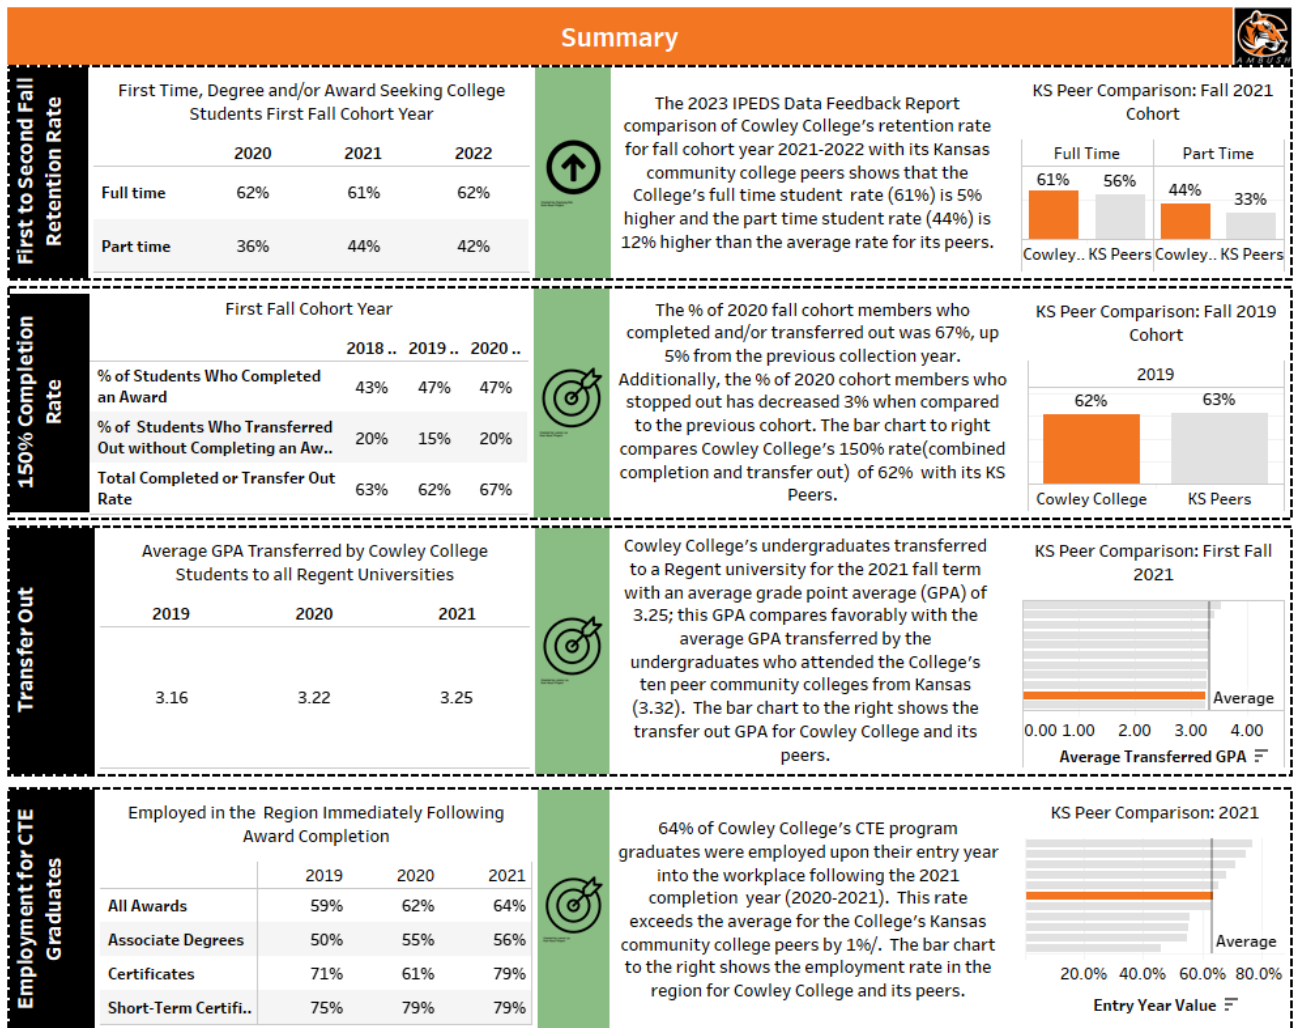 Summary
AMBUSH
First to Second Fall
Retention Rate
First Time, Degree and/or Award Seeking College
Students First Fall Cohort Year
2020 2021 2022
Full time 62% 61% 62%
Part time 36% 44% 42%
The 2023 IPEDS Data Feedback Report
comparison of Cowley College's retention rate
for fall cohort year 2021-2022 with its Kansas
community college peers shows that the
College's full time student rate (61%) is 5%
higher and the part time student rate (44%) is
12% higher than the average rate for its peers.
KS Peer Comparison: Fall 2021
Cohort
Full Time Part Time
61% 56% 44% 33%
Cowley.. KS Peers Cowley.. KS Peers
150% Completion
Rate
First Fall Cohort Year
2018 .. 2019 .. 2020 ..
% of Students Who Completed
an Award
43% 47% 47%
% of Students Who Transferred
Out without Completing an Aw..
20% 15% 20%
Total Completed or Transfer Out
Rate
63% 62% 67%
The % of 2020 fall cohort members who
completed and/or transferred out was 67%, up
5% from the previous collection year.
Additionally, the % of 2020 cohort members who
stopped out has decreased 3% when compared
to the previous cohort. The bar chart to right
compares Cowley College's 150% rate(combined
completion and transfer out) of 62% with its KS
Peers.
KS Peer Comparison: Fall 2019
Cohort
2019
62% 63%
Cowley College KS Peers
Transfer Out
Average GPA Transferred by Cowley College
Students to all Regent Universities
2019 2020 2021
3.16 3.22 3.25
Cowley College's undergraduates transferred
to a Regent university for the 2021 fall term
with an average grade point average (GPA) of
3.25; this GPA compares favorably with the
average GPA transferred by the
undergraduates who attended the College's
ten peer community colleges from Kansas
(3.32). The bar chart to the right shows the
transfer out GPA for Cowley College and its
peers.
KS Peer Comparison: First Fall
2021
Average
0.00 1.00 2.00 3.00 4.00
Average Transferred GPA
Employment for CTE
Graduates
Employed in the Region Immediately Following
Award Completion
2019 2020 2021
All Awards 59% 62% 64%
Associate Degrees 50% 55% 56%
Certificates 71% 61% 79%
Short-Term Certifi.. 75% 79% 79%
64% of Cowley College's CTE program
graduates were employed upon their entry year
into the workplace following the 2021
completion year (2020-2021). This rate
exceeds the average for the College's Kansas
community college peers by 1%/. The bar chart
to the right shows the employment rate in the
region for Cowley College and its peers.
KS Peer Comparison: 2021
Average
20.0% 40.0% 60.0% 80.0%
Entry Year Value